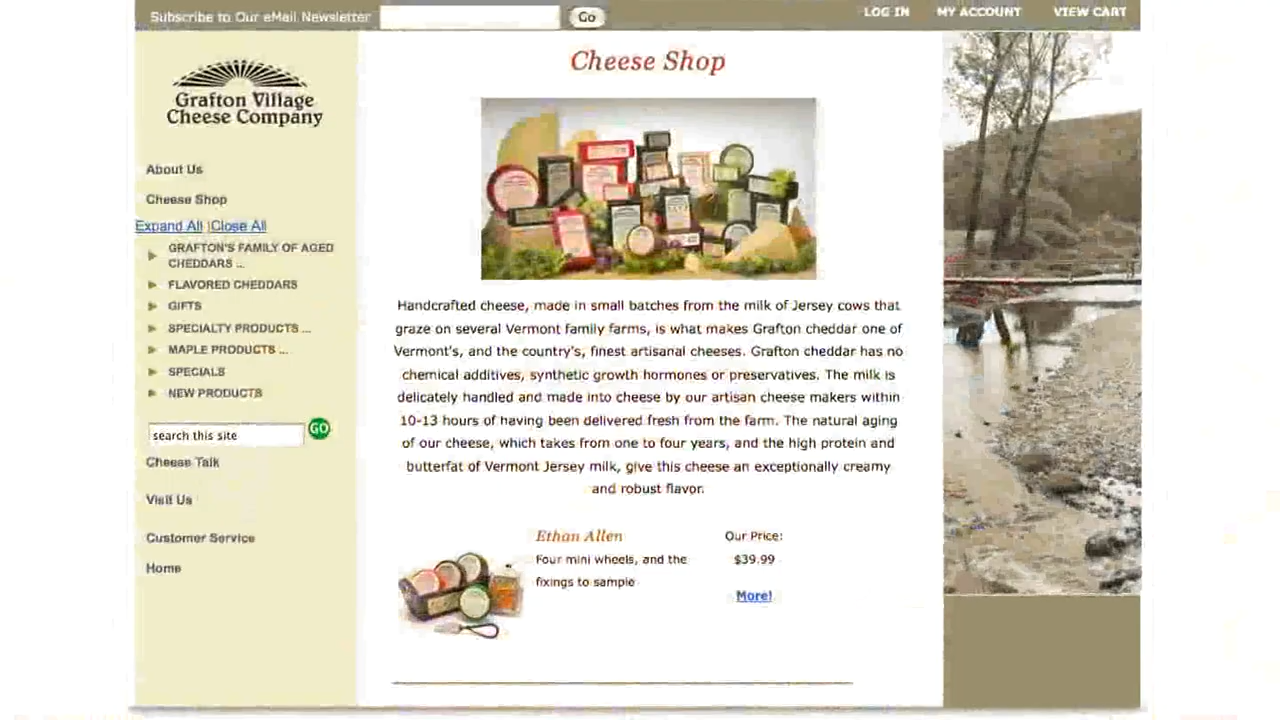 Subscribe to Our eMail Newsletter
Go
LOG IN
MY ACCOUNT
VIEW CART
Grafton Village
Cheese Company
About Us
Cheese Shop
Expand All |Close All
GRAFTON'S FAMILY OF AGED
CHEDDARS ...
FLAVORED CHEDDARS
GIFTS
SPECIALTY PRODUCTS ...
MAPLE PRODUCTS ...
SPECIALS
NEW PRODUCTS
search this site
GO
Cheese Talk
Visit Us
Customer Service
Home
Cheese Shop
Handcrafted cheese, made in small batches from the milk of Jersey cows that
graze on several Vermont family farms, is what makes Grafton cheddar one of
Vermont's, and the country's, finest artisanal cheeses. Grafton cheddar has no
chemical additives, synthetic growth hormones or preservatives. The milk is
delicately handled and made into cheese by our artisan cheese makers within
10-13 hours of having been delivered fresh from the farm. The natural aging
of our cheese, which takes from one to four years, and the high protein and
butterfat of Vermont Jersey milk, give this cheese an exceptionally creamy
and robust flavor.
Ethan Allen
Four mini wheels, and the
fixings to sample
Our Price:
$39.99
More!